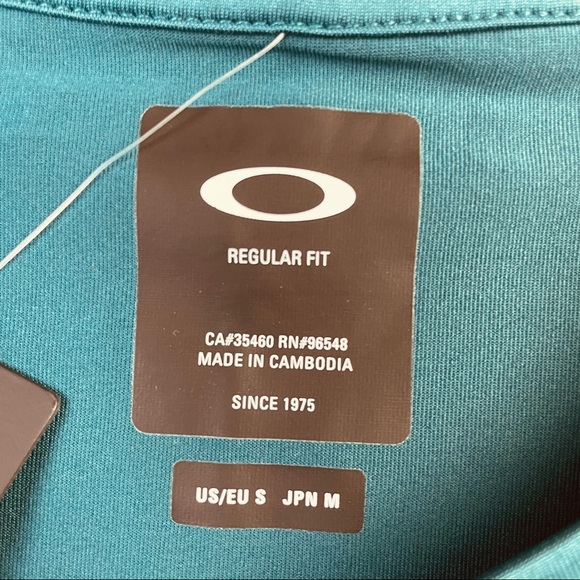 REGULAR FIT
CA#35460 RN#96548
MADE IN CAMBODIA
SINCE 1975
US/EU S JPN M